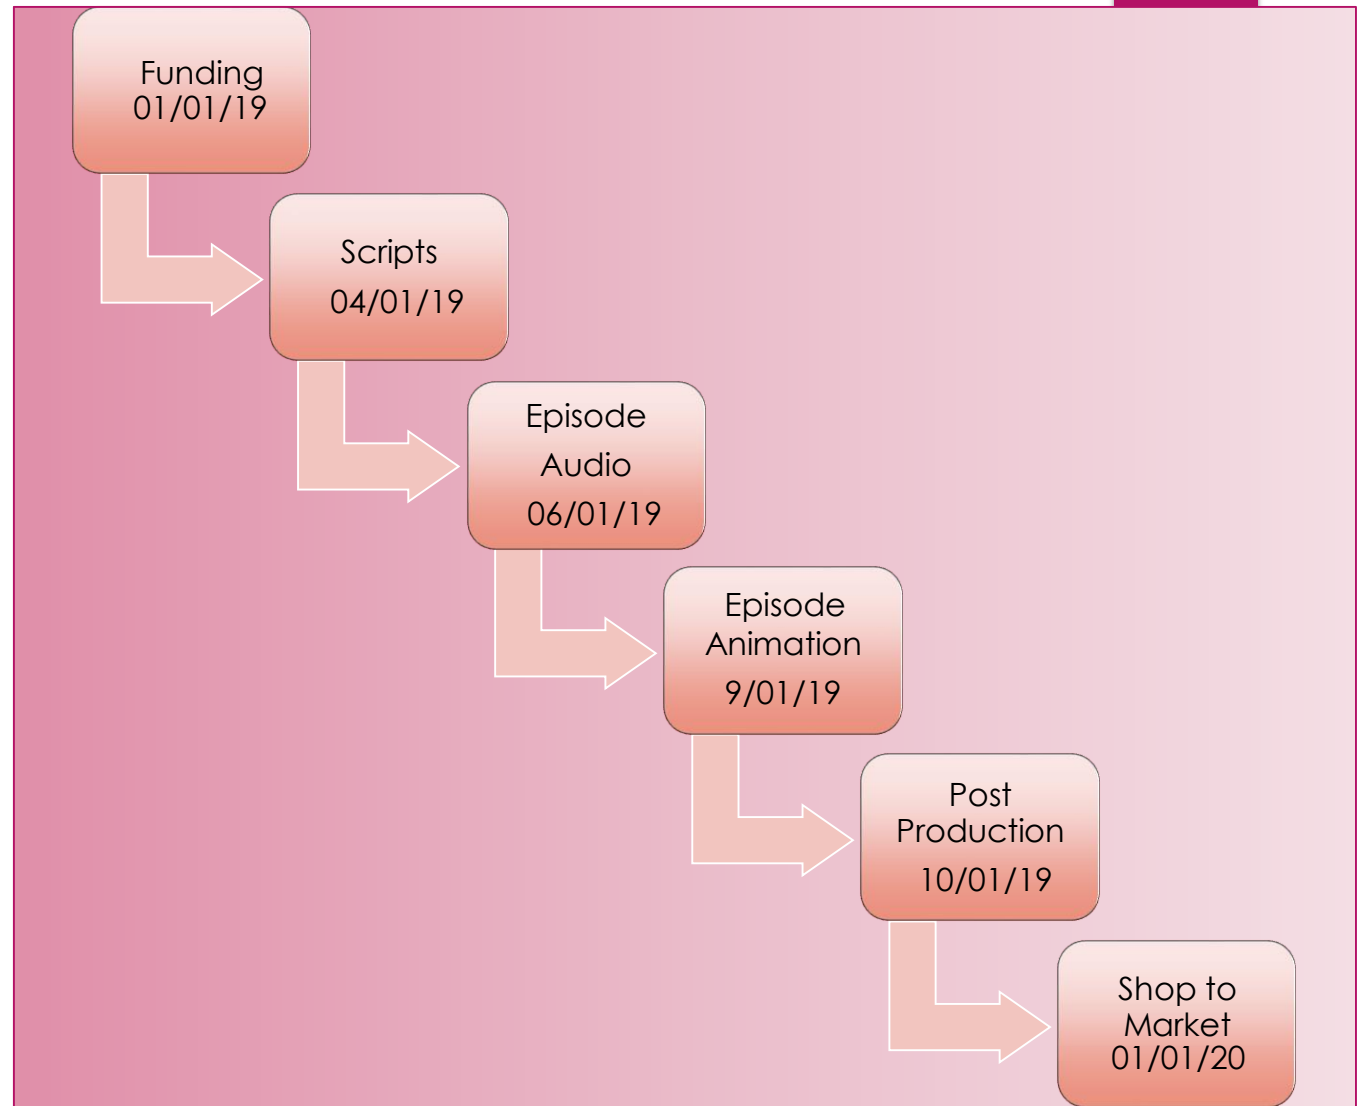 Funding
01/01/19
Scripts
04/01/19
Episode
Audio
06/01/19
Episode
Animation
9/01/19
Post
Production
10/01/19
Shop to
Market
01/01/20